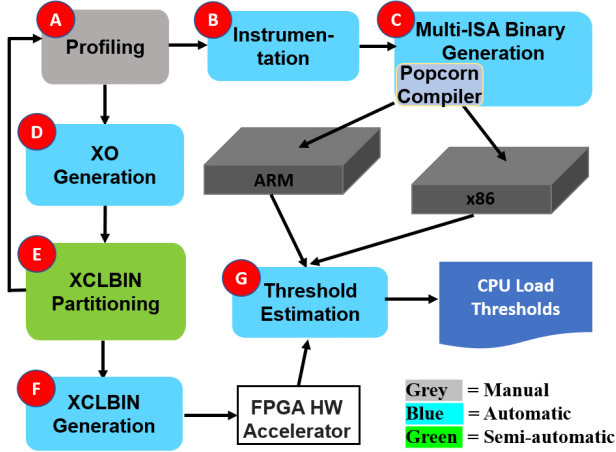 A
Profiling
B
Instrumen-
tation
C
Multi-ISA Binary
Generation
Popcorn
Compiler
D
XO
Generation
ARM
x86
E
XCLBIN
Partitioning
G
Threshold
Estimation
CPU Load
Thresholds
F
XCLBIN
Generation
FPGA HW
Accelerator
Grey = Manual
Blue = Automatic
Green = Semi-automatic